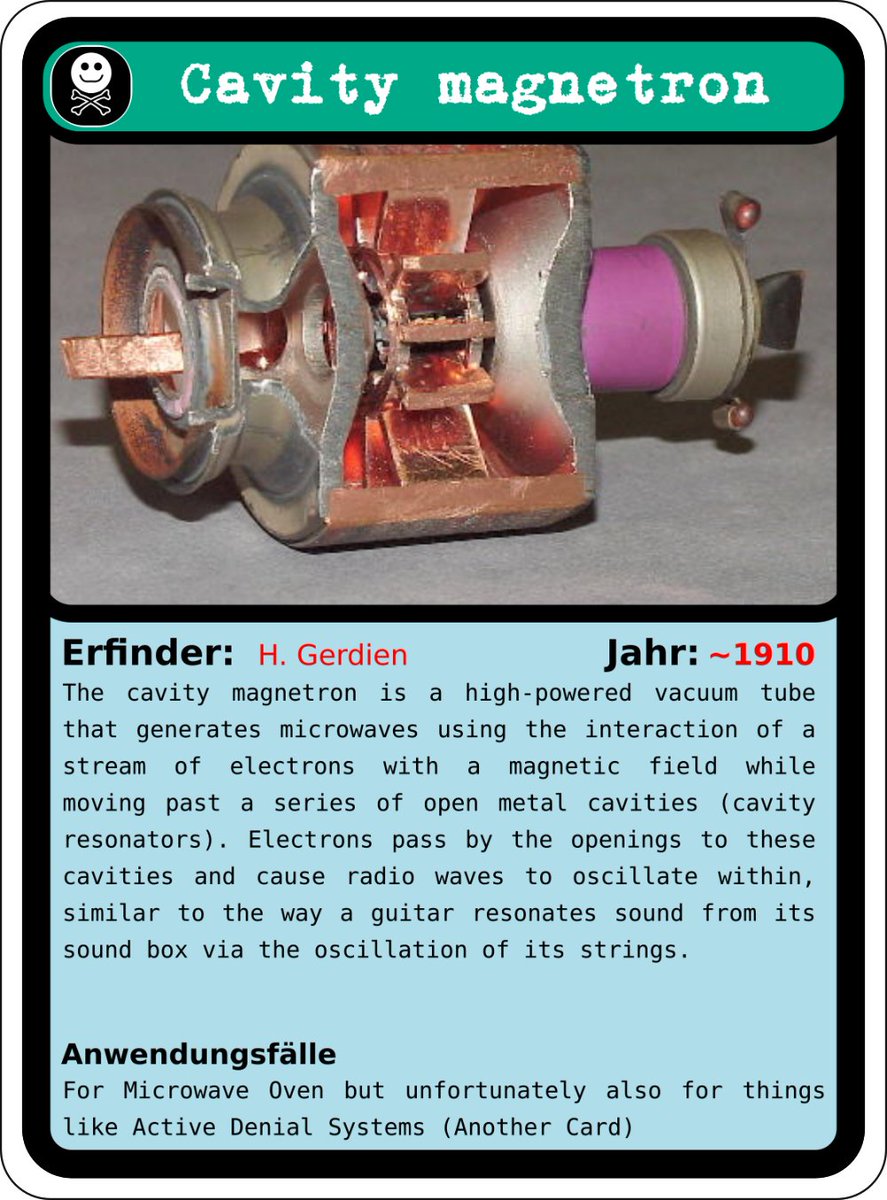 Cavity magnetron
Erfinder: H. Gerdien Jahr: ~1910
The cavity magnetron is a high-powered vacuum tube
that generates microwaves using the interaction of a
stream of electrons with a magnetic field while
moving past a series of open metal cavities (cavity
resonators). Electrons pass by the openings to these
cavities and cause radio waves to oscillate within,
similar to the way a guitar resonates sound from its
sound box via the oscillation of its strings.
Anwendungsfälle
For Microwave Oven but unfortunately also for things
like Active Denial Systems (Another Card)